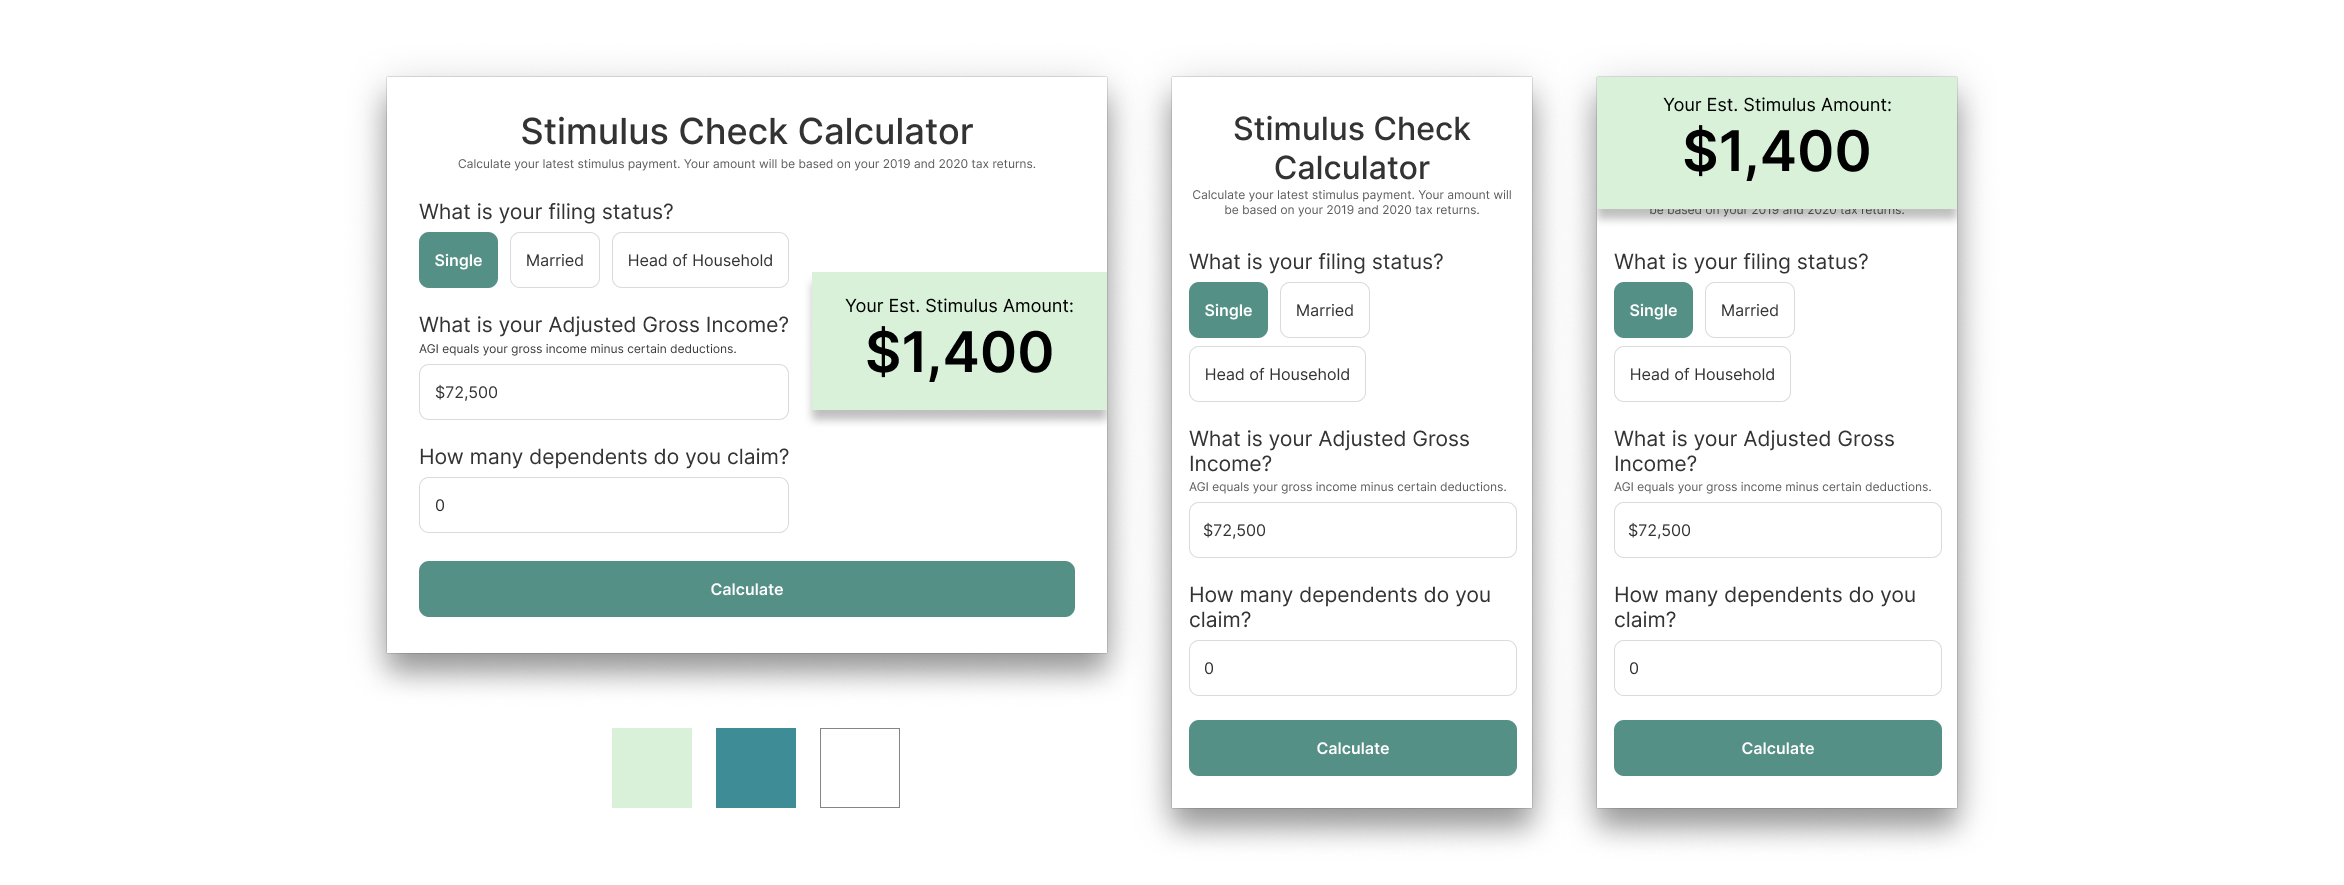 Stimulus Check Calculator
Calculate your latest stimulus payment. Your amount will be based on your 2019 and 2020 tax returns.
What is your filing status?
Single Married Head of Household
What is your Adjusted Gross Income?
AGI equals your gross income minus certain deductions.
$72,500
How many dependents do you claim?
0
Your Est. Stimulus Amount:
$1,400
Calculate
Stimulus Check
Calculator
Calculate your latest stimulus payment. Your amount will
be based on your 2019 and 2020 tax returns.
What is your filing status?
Single Married
Head of Household
What is your Adjusted Gross
Income?
AGI equals your gross income minus certain deductions.
$72,500
How many dependents do you
claim?
0
Calculate
Your Est. Stimulus Amount:
$1,400
be based on your 2019 and 2020 tax returns.
What is your filing status?
Single Married
Head of Household
What is your Adjusted Gross
Income?
AGI equals your gross income minus certain deductions.
$72,500
How many dependents do you
claim?
0
Calculate